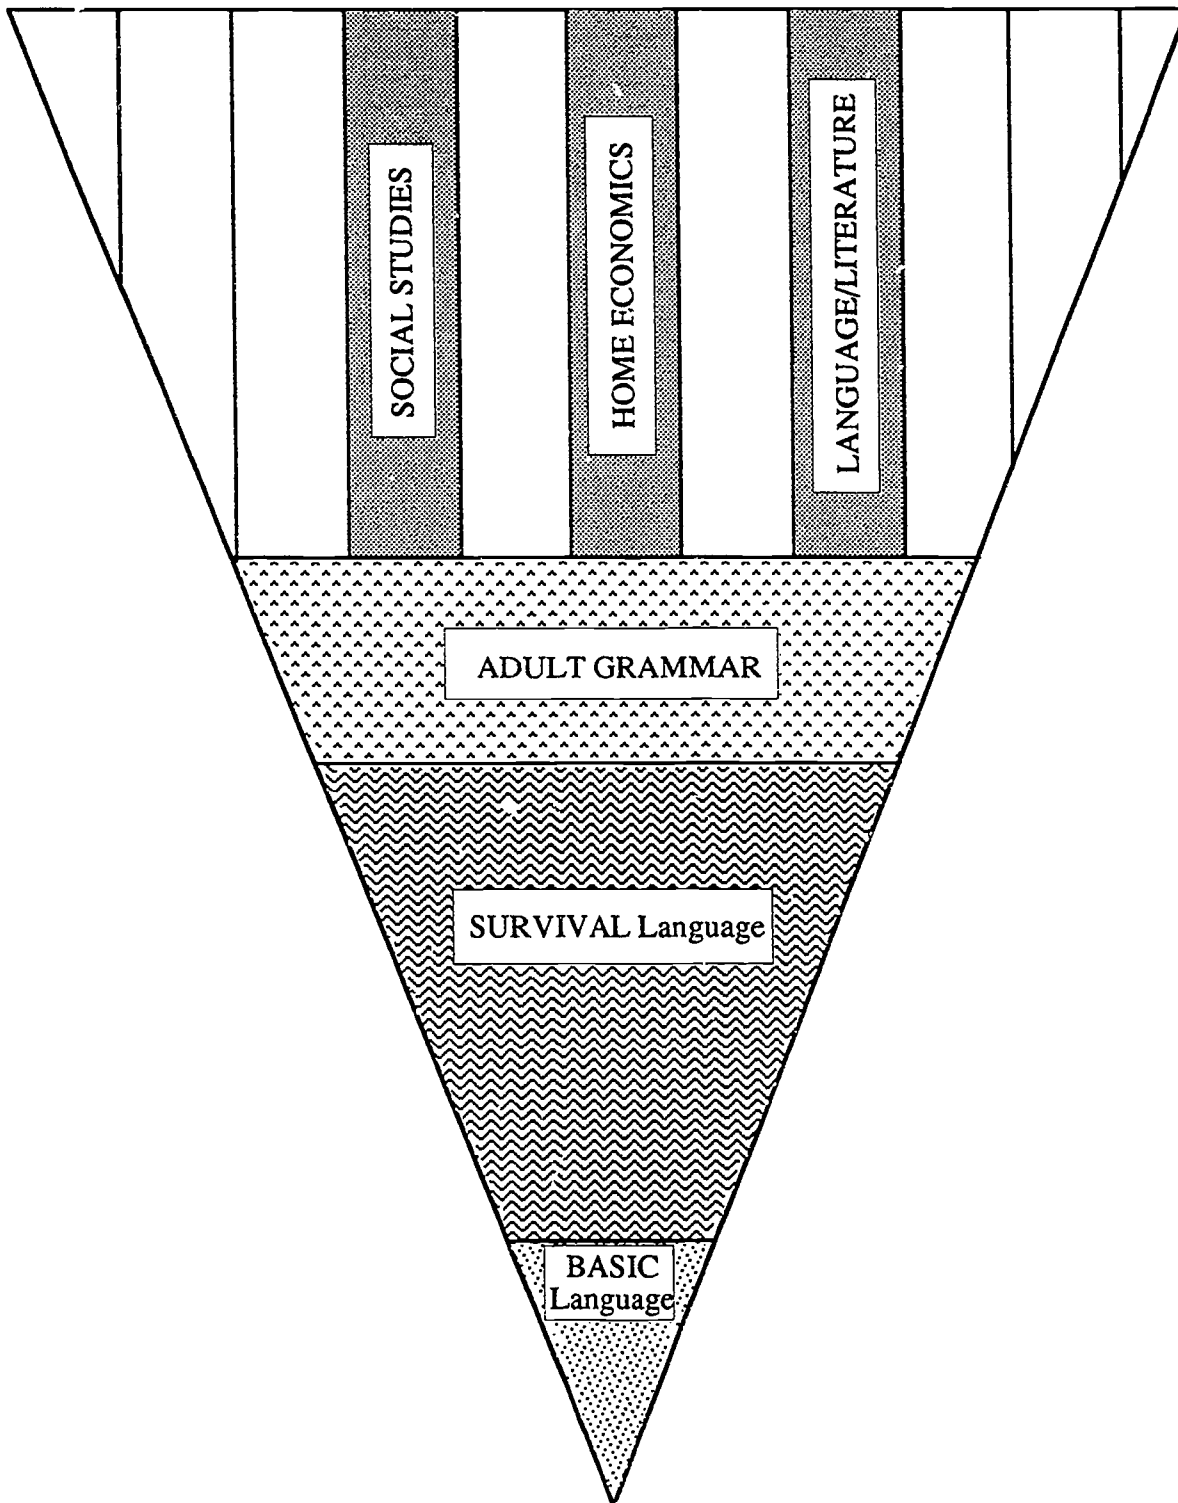 SOCIAL STUDIES
HOME ECONOMICS
LANGUAGE/LITERATURE
ADULT GRAMMAR
SURVIVAL Language
BASIC
Language